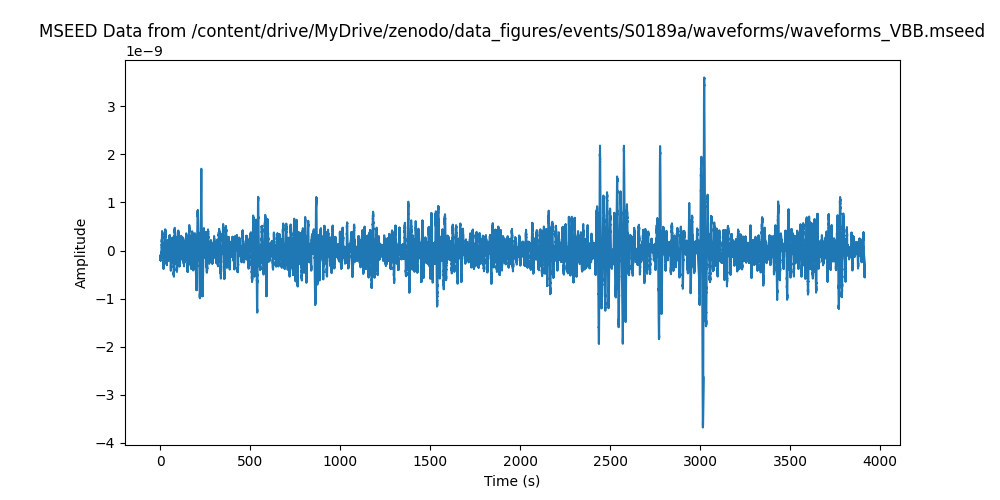 MSEED Data from /content/drive/MyDrive/zenodo/data_figures/events/S0189a/waveforms/waveforms_VBB.mseed
1e−9
3
2
1
0
−1
−2
−3
−4
Amplitude
0 500 1000 1500 2000 2500 3000 3500 4000
Time (s)